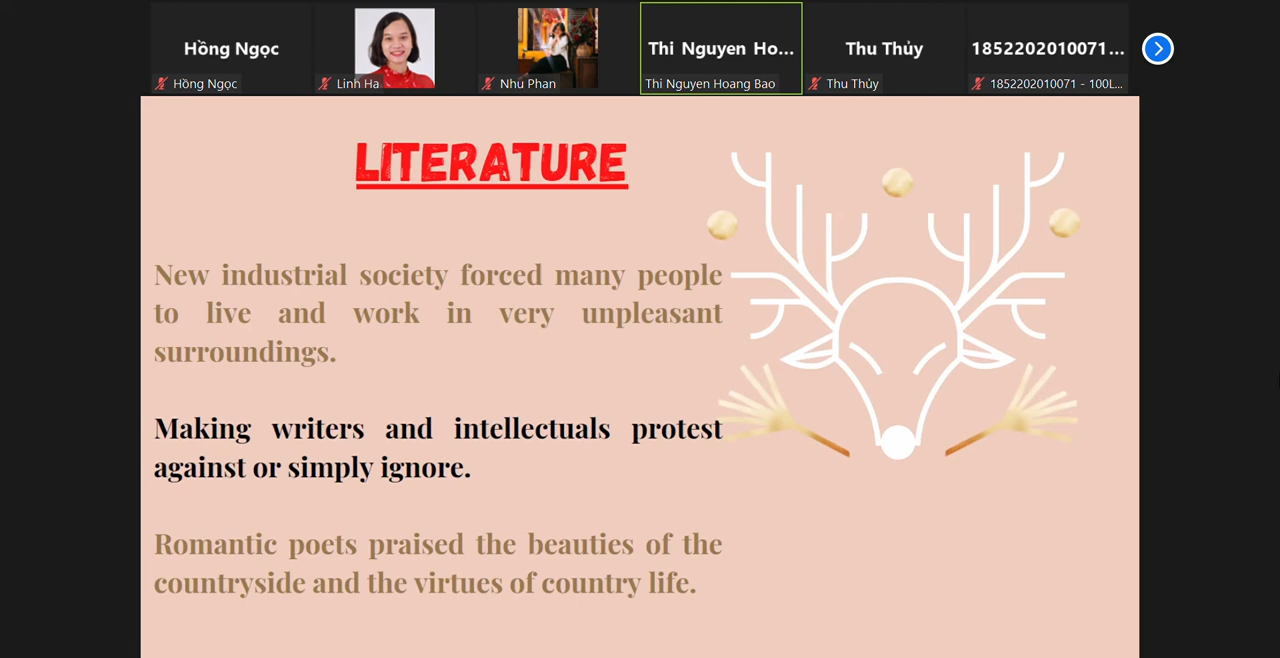 Hồng Ngọc
Thi Nguyen Ho...
Thu Thủy
1852202010071...
Hồng Ngọc
Linh Ha
Nhu Phan
Thi Nguyen Hoang Bao
Thu Thủy
1852202010071 - 100L...
LITERATURE
New industrial society forced many people
to live and work in very unpleasant
surroundings.
Making writers and intellectuals protest
against or simply ignore.
Romantic poets praised the beauties of the
countryside and the virtues of country life.